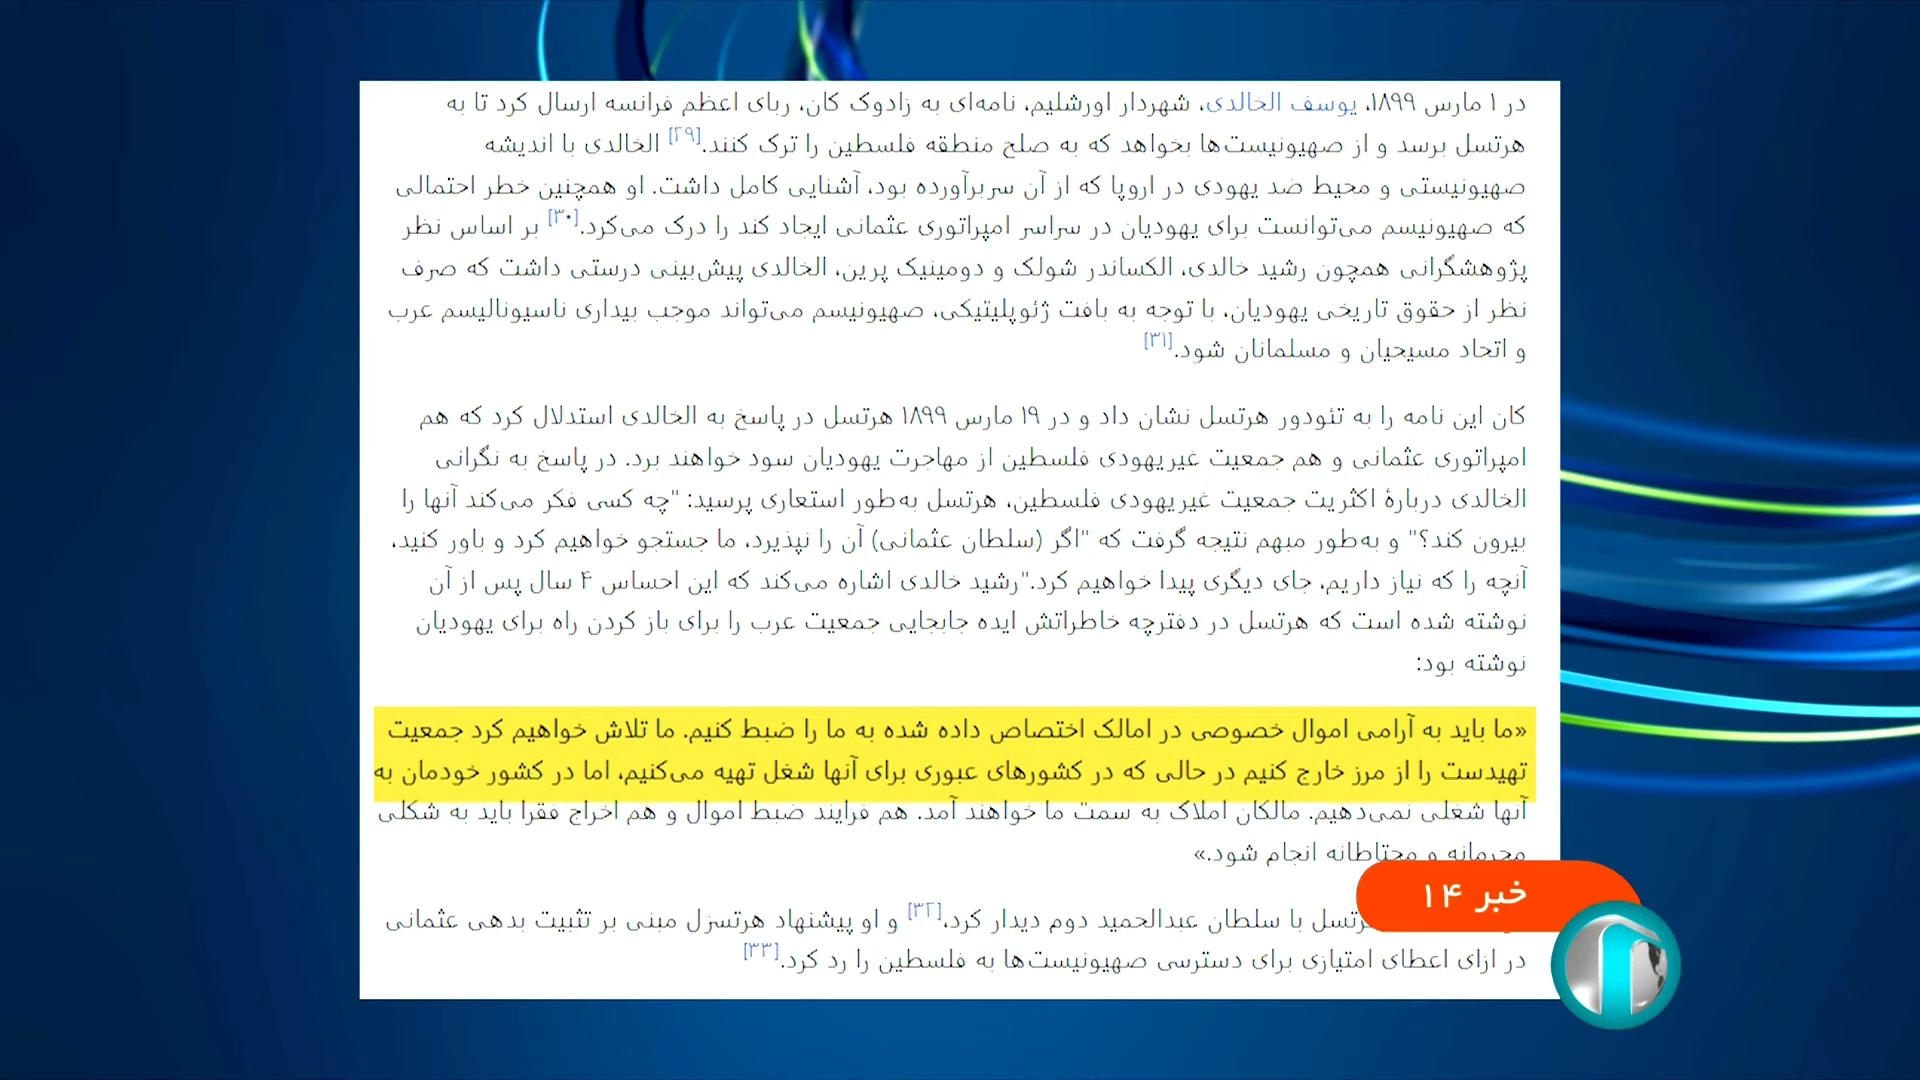 در ۱ مارس ۱۸۹۹، یوسف الخالدی، شهردار اورشلیم، نامه‌ای به زادوک کان، ربای اعظم فرانسه ارسال کرد تا به
هرتسل برسد و از صهیونیست‌ها بخواهد که به صلح منطقه فلسطین را ترک کنند.[۲۹] الخالدی با اندیشه
صهیونیستی و محیط ضد یهودی در اروپا که از آن سربرآورده بود، آشنایی کامل داشت. او همچنین خطر احتمالی
که صهیونیسم می‌توانست برای یهودیان در سراسر امپراتوری عثمانی ایجاد کند را درک می‌کرد.[۳۰] بر اساس نظر
پژوهشگرانی همچون رشید خالدی، الکساندر شولک و دومینیک پرین، الخالدی پیش‌بینی درستی داشت که صرف
نظر از حقوق تاریخی یهودیان، با توجه به بافت ژئوپلیتیکی، صهیونیسم می‌تواند موجب بیداری ناسیونالیسم عرب
و اتحاد مسیحیان و مسلمانان شود.[۳۱]
کان این نامه را به تئودور هرتسل نشان داد و در ۱۹ مارس ۱۸۹۹ هرتسل در پاسخ به الخالدی استدلال کرد که هم
امپراتوری عثمانی و هم جمعیت غیریهودی فلسطین از مهاجرت یهودیان سود خواهند برد. در پاسخ به نگرانی
الخالدی دربارهٔ اکثریت جمعیت غیریهودی فلسطین، هرتسل به‌طور استعاری پرسید: "چه کسی فکر می‌کند آنها را
بیرون کند؟" و به‌طور مبهم نتیجه گرفت که "اگر (سلطان عثمانی) آن را نپذیرد، ما جستجو خواهیم کرد و باور کنید،
آنچه را که نیاز داریم، جای دیگری پیدا خواهیم کرد."رشید خالدی اشاره می‌کند که این احساس ۴ سال پس از آن
نوشته شده است که هرتسل در دفترچه خاطراتش ایده جابجایی جمعیت عرب را برای باز کردن راه برای یهودیان
نوشته بود:
«ما باید به آرامی اموال خصوصی در املاک اختصاص داده شده به ما را ضبط کنیم. ما تلاش خواهیم کرد جمعیت
تهیدست را از مرز خارج کنیم در حالی که در کشورهای عبوری برای آنها شغل تهیه می‌کنیم، اما در کشور خودمان به
آنها شغلی نمی‌دهیم. مالکان املاک به سمت ما خواهند آمد. هم فرایند ضبط اموال و هم اخراج فقرا باید به شکلی
محرمانه و محتاطانه انجام شود.»
با سلطان عبدالحمید دوم دیدار کرد،[۳۲] و او پیشنهاد هرتسزل مبنی بر تثبیت بدهی عثمانی
در ازای اعطای امتیازی برای دسترسی صهیونیست‌ها به فلسطین را رد کرد.[۳۳]
خبر ۱۴